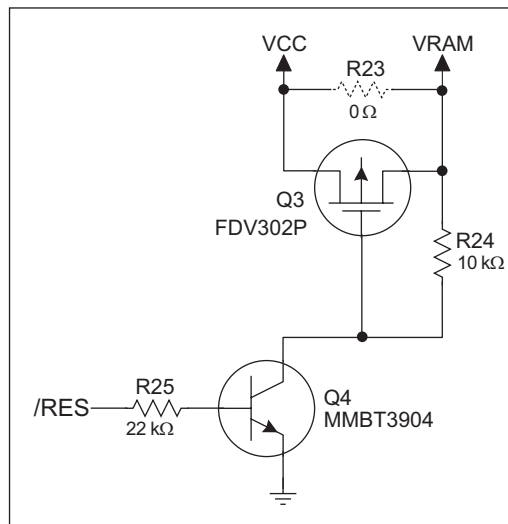 VCC
VRAM
R23
0 Ω
Q3
FDV302P
R24
10 kΩ
R25
/RES
22 kΩ
Q4
MMBT3904